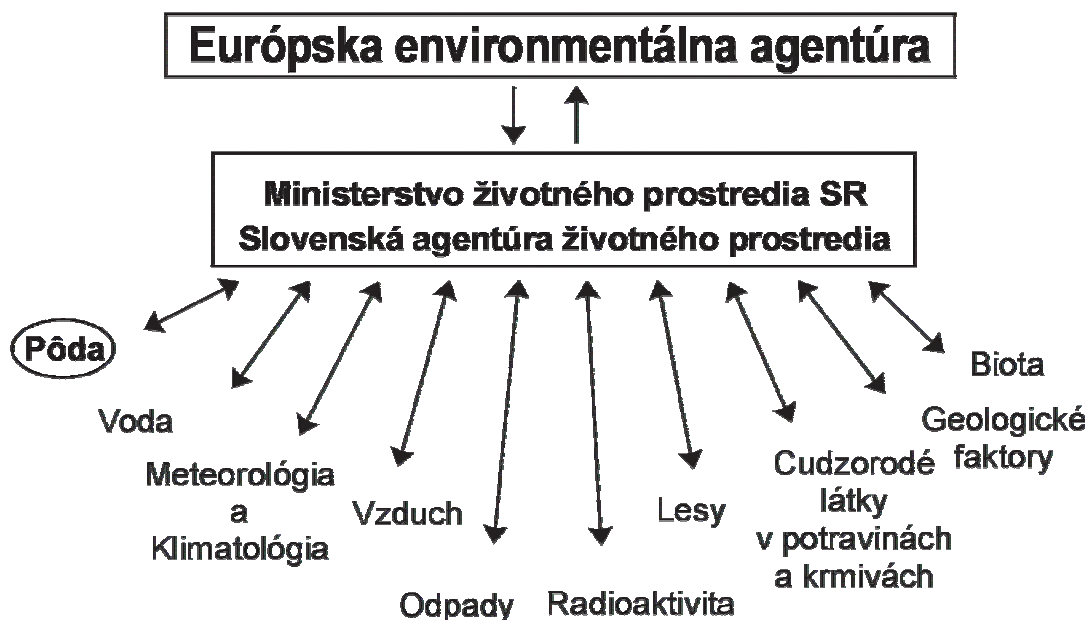 Európska environmentálna agentúra
Ministerstvo životného prostredia SR
Slovenská agentúra životného prostredia
Pôda
Voda
Meteorológia
a
Klimatológia
Vzduch
Odpady
Radioaktivita
Lesy
Cudzorodé
látky
v potravinách
a krmivách
Geologické
faktory
Biota